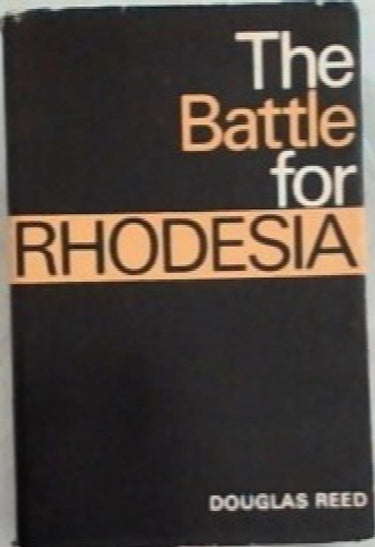 The
Battle
for
RHODESIA
DOUGLAS REED